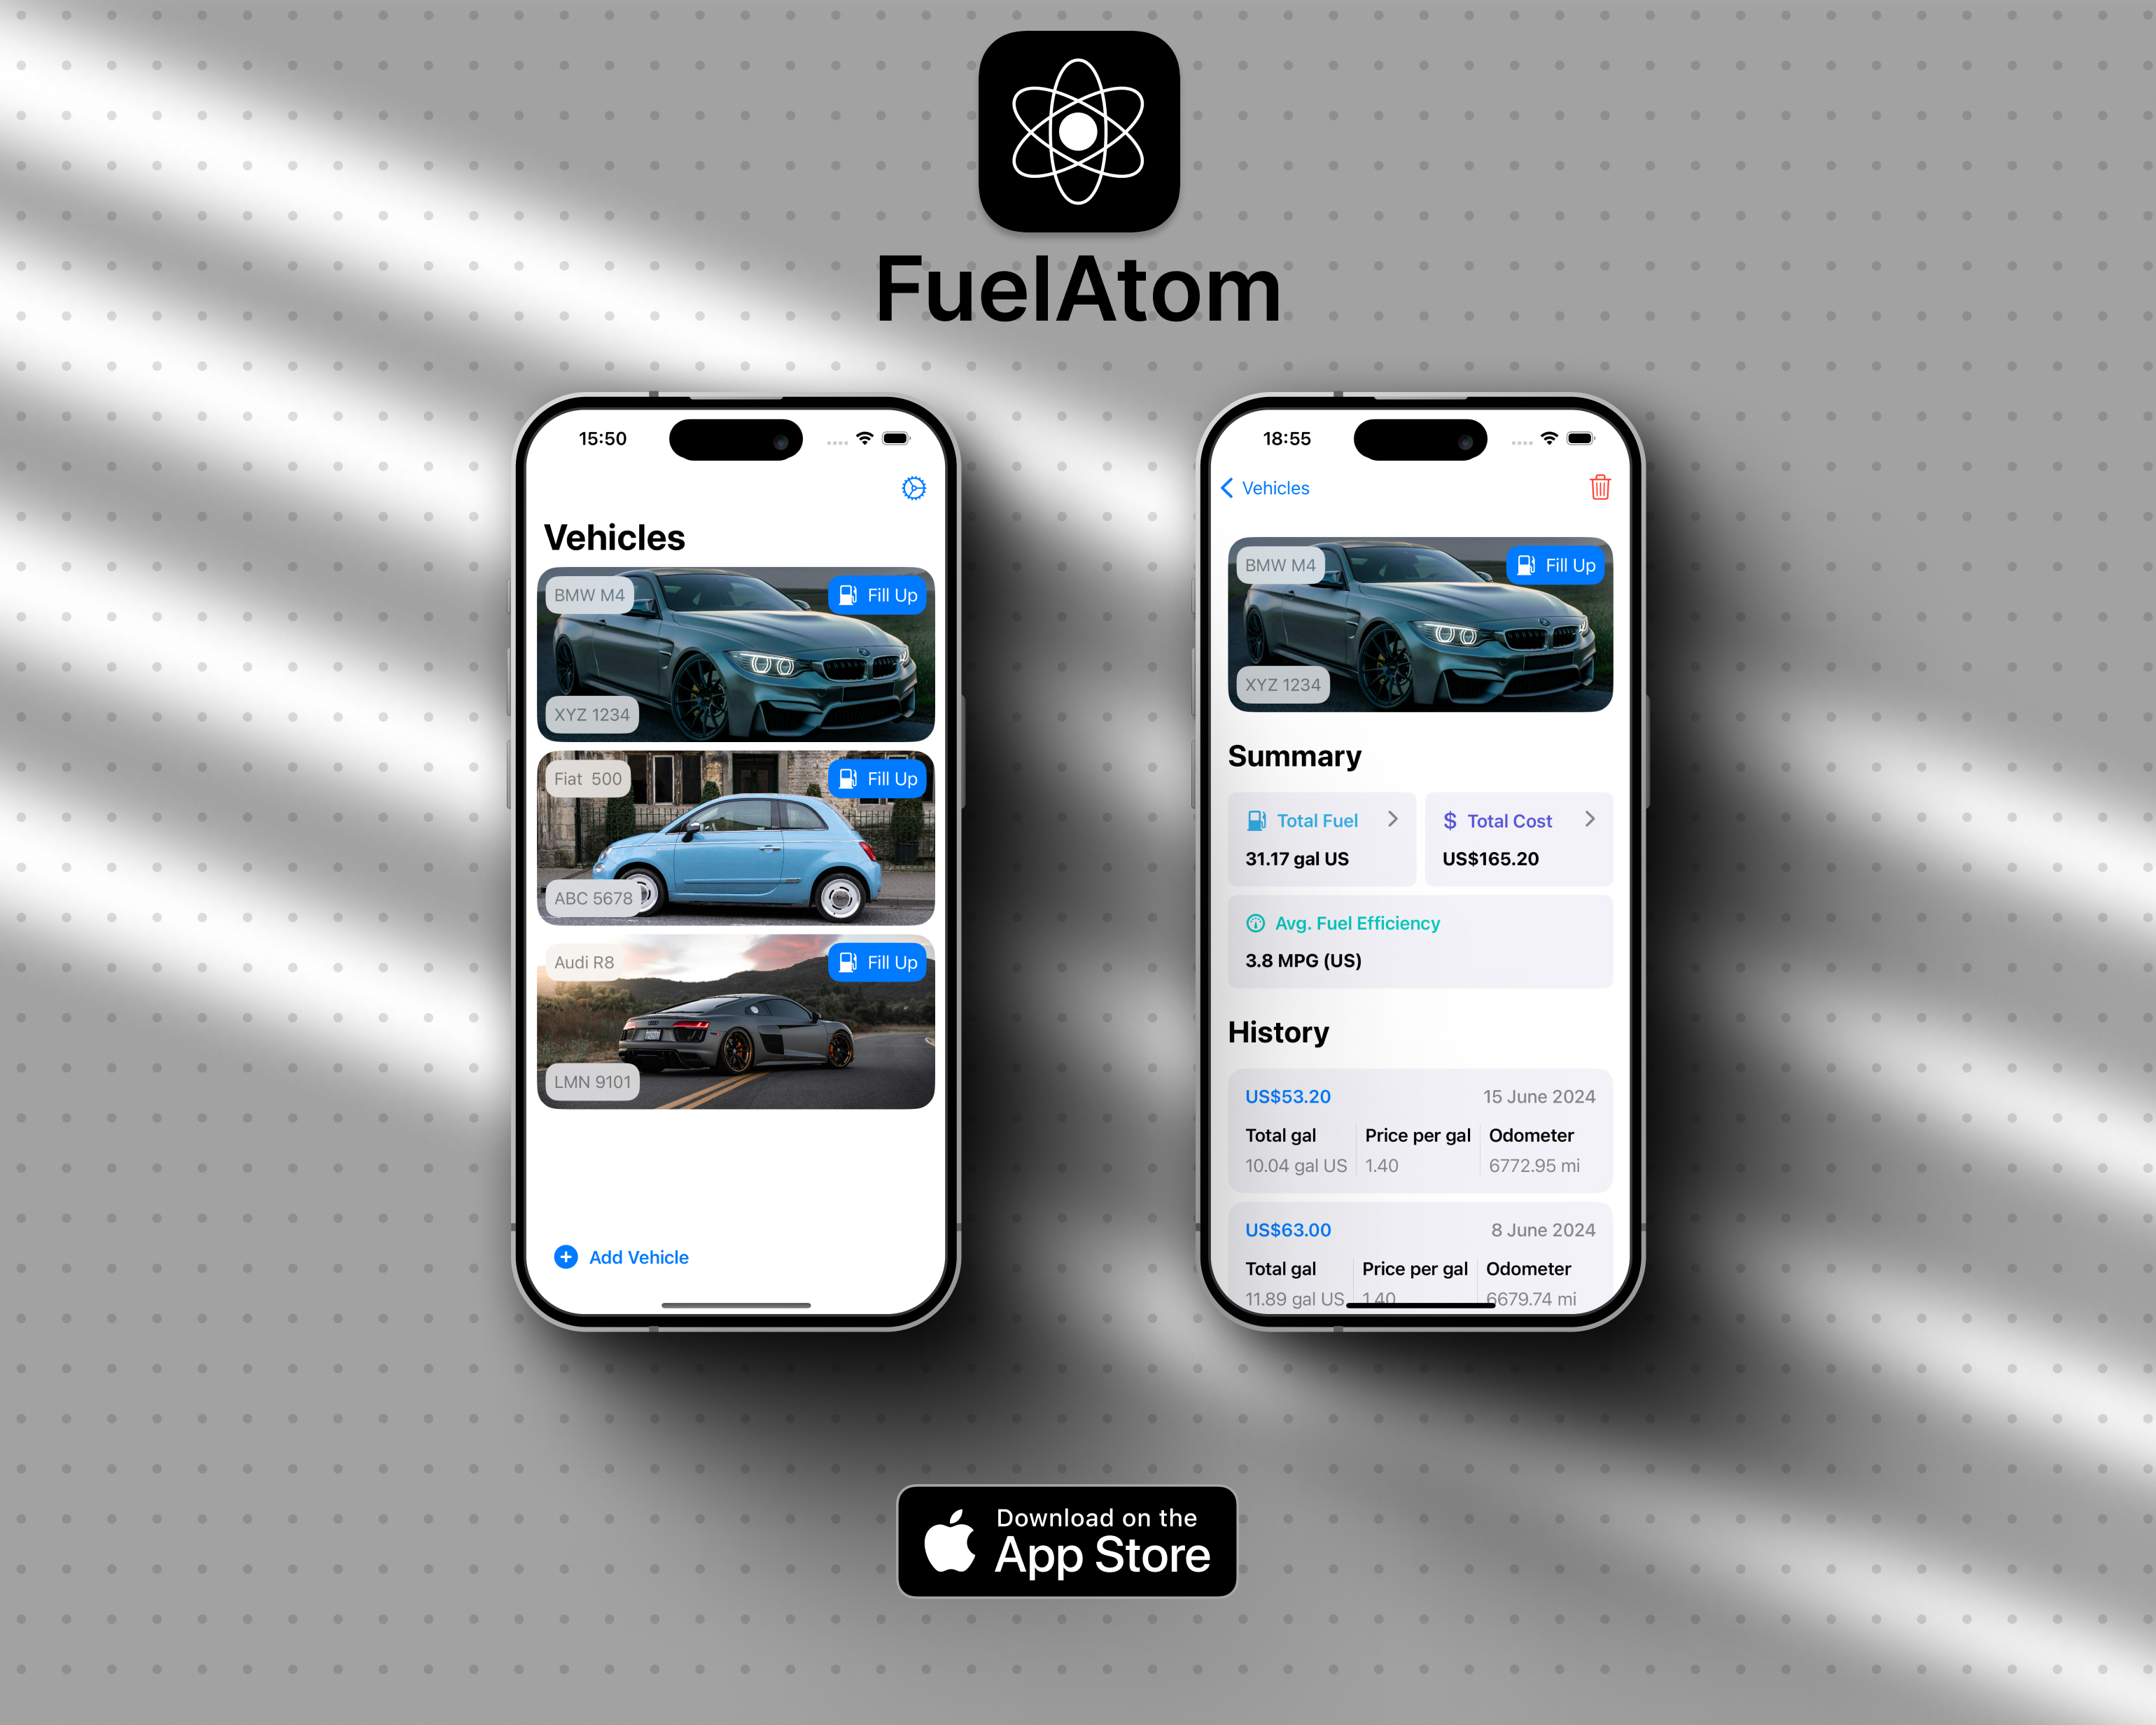 FuelAtom
15:50
Vehicles
BMW M4
Fill Up
XYZ 1234
Fiat 500
Fill Up
ABC 5678
Audi R8
Fill Up
LMN 9101
Add Vehicle
18:55
Vehicles
BMW M4
Fill Up
XYZ 1234
Summary
Total Fuel
31.17 gal US
$ Total Cost
US$165.20
Avg. Fuel Efficiency
3.8 MPG (US)
History
US$53.20 15 June 2024
Total gal Price per gal Odometer
10.04 gal US 1.40 6772.95 mi
US$63.00 8 June 2024
Total gal Price per gal Odometer
11.89 gal US 1.40 6679.74 mi
Download on the
App Store